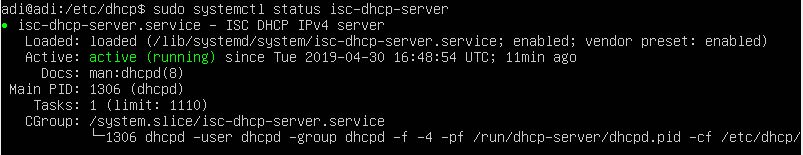 adi@adi:/etc/dhcp$ sudo systemctl status isc-dhcp-server
● isc-dhcp-server.service - ISC DHCP IPv4 server
Loaded: loaded (/lib/systemd/system/isc-dhcp-server.service; enabled; vendor preset: enabled)
Active: active (running) since Tue 2019-04-30 16:48:54 UTC; 11min ago
Docs: man:dhcpd(8)
Main PID: 1306 (dhcpd)
Tasks: 1 (limit: 1110)
CGroup: /system.slice/isc-dhcp-server.service
└─1306 dhcpd -user dhcpd -group dhcpd -f -4 -pf /run/dhcp-server/dhcpd.pid -cf /etc/dhcp/